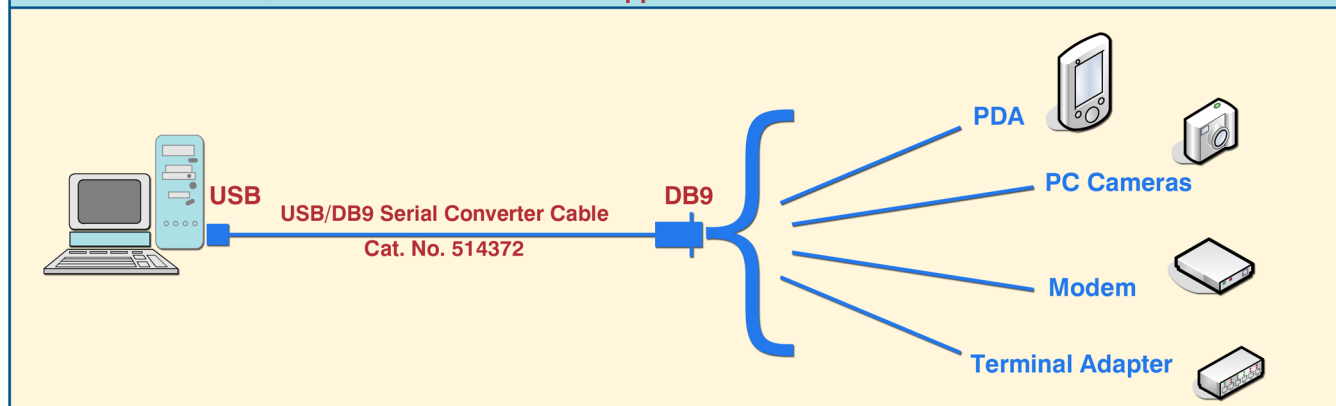 USB
USB/DB9 Serial Converter Cable
Cat. No. 514372
DB9
PDA
PC Cameras
Modem
Terminal Adapter